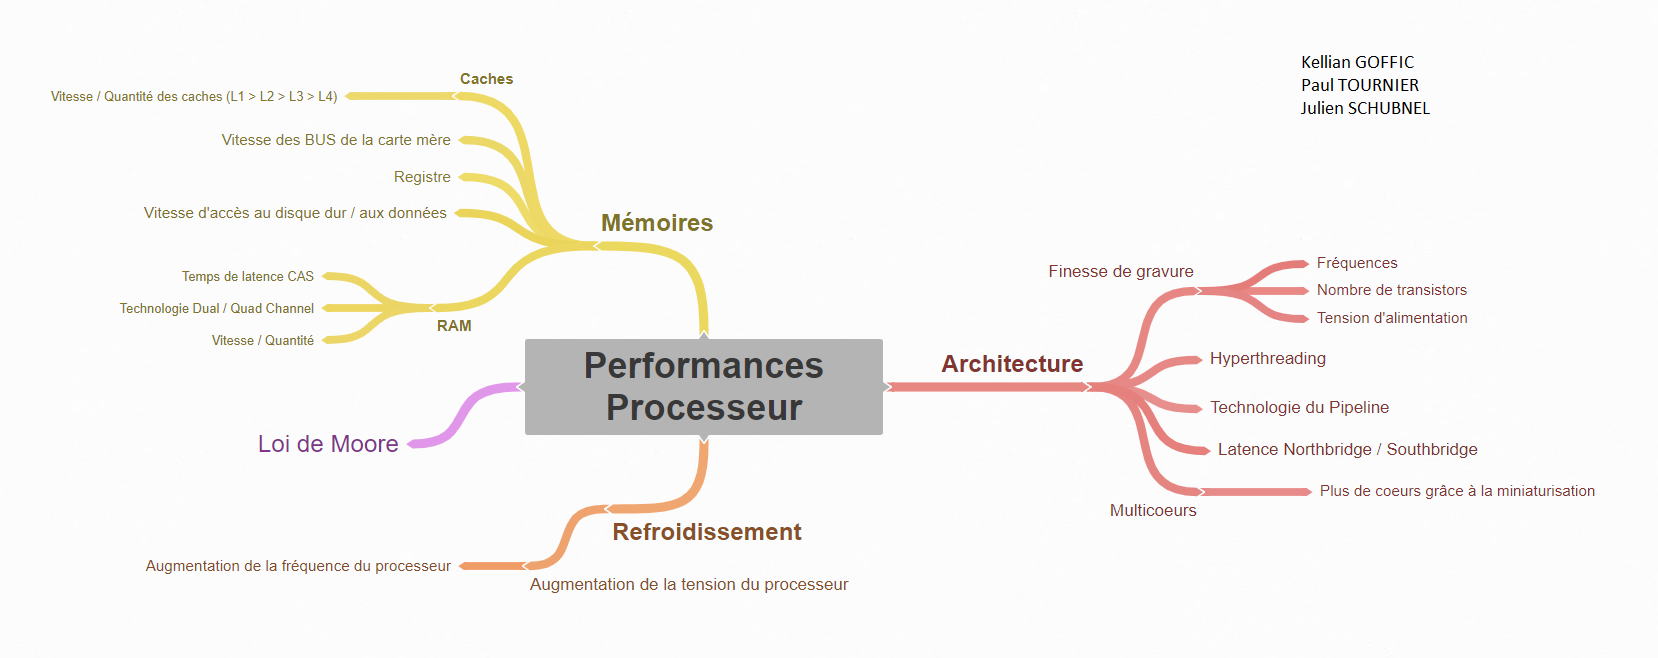 Kellian GOFFIC
Paul TOURNIER
Julien SCHUBNEL
Performances
Processeur
Mémoires
Caches
Vitesse / Quantité des caches (L1 > L2 > L3 > L4)
Vitesse des BUS de la carte mère
Registre
Vitesse d'accès au disque dur / aux données
RAM
Temps de latence CAS
Technologie Dual / Quad Channel
Vitesse / Quantité
Loi de Moore
Refroidissement
Augmentation de la tension du processeur
Augmentation de la fréquence du processeur
Architecture
Finesse de gravure
Fréquences
Nombre de transistors
Tension d'alimentation
Hyperthreading
Technologie du Pipeline
Latence Northbridge / Southbridge
Multicoeurs
Plus de coeurs grâce à la miniaturisation